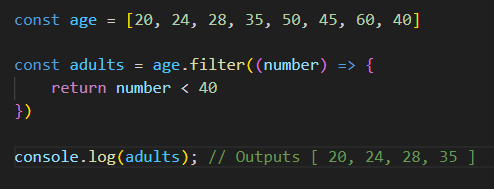 const age = [20, 24, 28, 35, 50, 45, 60, 40]
const adults = age.filter((number) => {
    return number < 40
})
console.log(adults); // Outputs [ 20, 24, 28, 35 ]